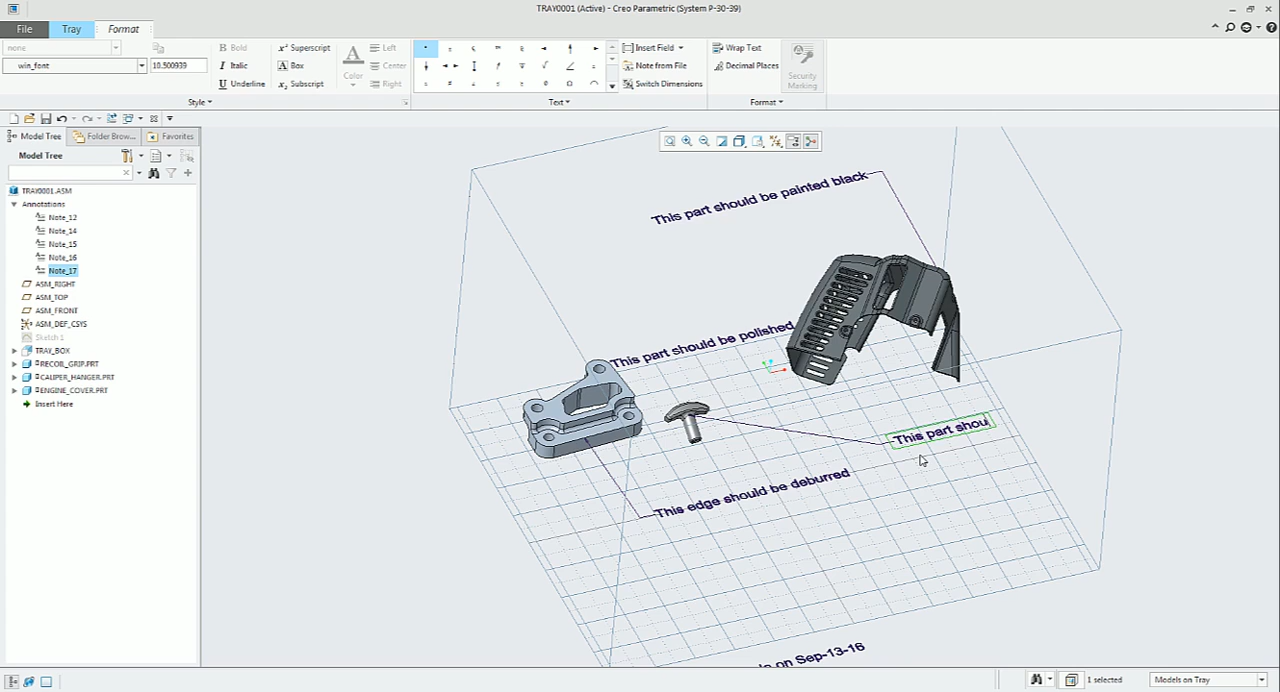 TRAY0001 (Active) - Creo Parametric (System P-30-39)
File Tray Format
none
win_font 10.500939
Bold
Italic
Underline
Superscript
Box
Subscript
Color
Left
Center
Right
Insert Field
Note from File
Switch Dimensions
Wrap Text
Decimal Places
Security Marking
Style Text Format
Model Tree Folder Brow... Favorites
Model Tree
TRAY0001.ASM
Annotations
Note_12
Note_14
Note_15
Note_16
Note_17
ASM_RIGHT
ASM_TOP
ASM_FRONT
ASM_DEF_CSYS
Sketch 1
TRAY_BOX
RECOIL_GRIP.PRT
CALIPER_HANGER.PRT
ENGINE_COVER.PRT
Insert Here
This part should be painted black
This part should be polished
This part shou
This edge should be deburred
on Sep-13-16
1 selected
Models on Tray